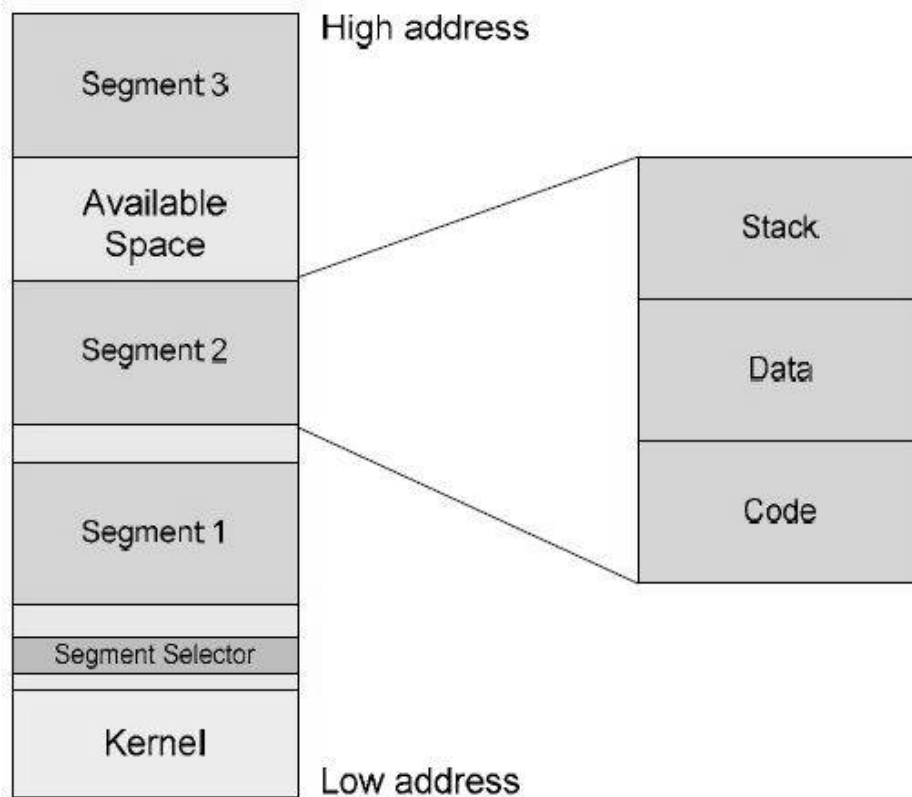 High address
Segment 3
Available
Space
Segment 2
Segment 1
Segment Selector
Kernel
Low address
Stack
Data
Code